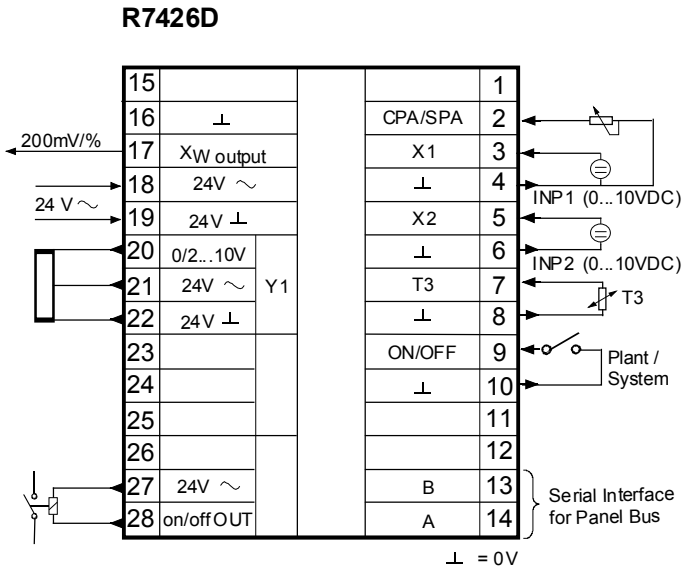 R7426D
15 1
16 ⊥ CPA/SPA 2
200mV/% 17 XW output X1 3
18 24V ~ ⊥ 4
INP1 (0...10VDC)
24 V ~ 19 24V ⊥ X2 5
20 0/2...10V ⊥ 6
INP2 (0...10VDC)
21 24V ~ Y1 T3 7
T3
22 24V ⊥ ⊥ 8
23 ON/OFF 9
Plant /
24 ⊥ 10 System
25 11
26 12
27 24V ~ B 13
Serial Interface
28 on/off OUT A 14
for Panel Bus
⊥ = 0V